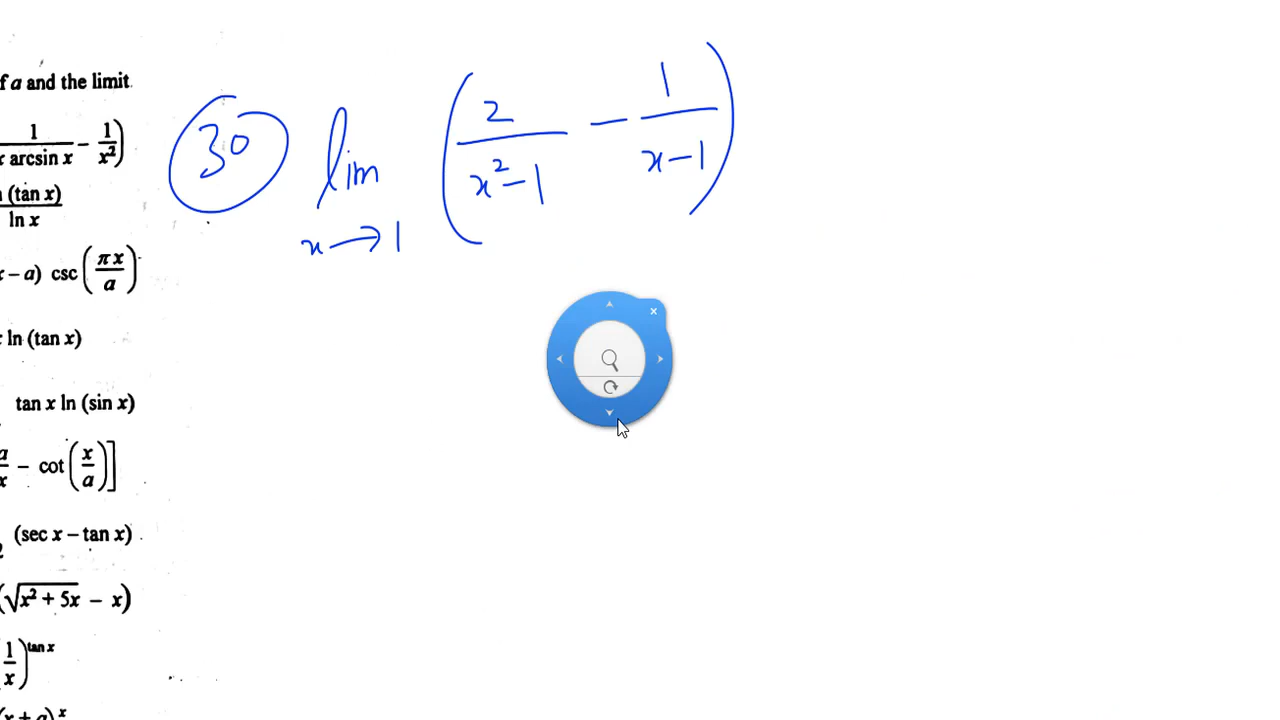 f a and the limit.
1/(x arcsin x) − 1/x²)
(tan x)/ln x
− a) csc (πx/a)
ln (tan x)
tan x ln (sin x)
a/x − cot (x/a)]
(sec x − tan x)
(√(x² + 5x) − x)
(1/x)^tan x
(x + a)^x
30 lim x→1 (2/(x²−1) − 1/(x−1))